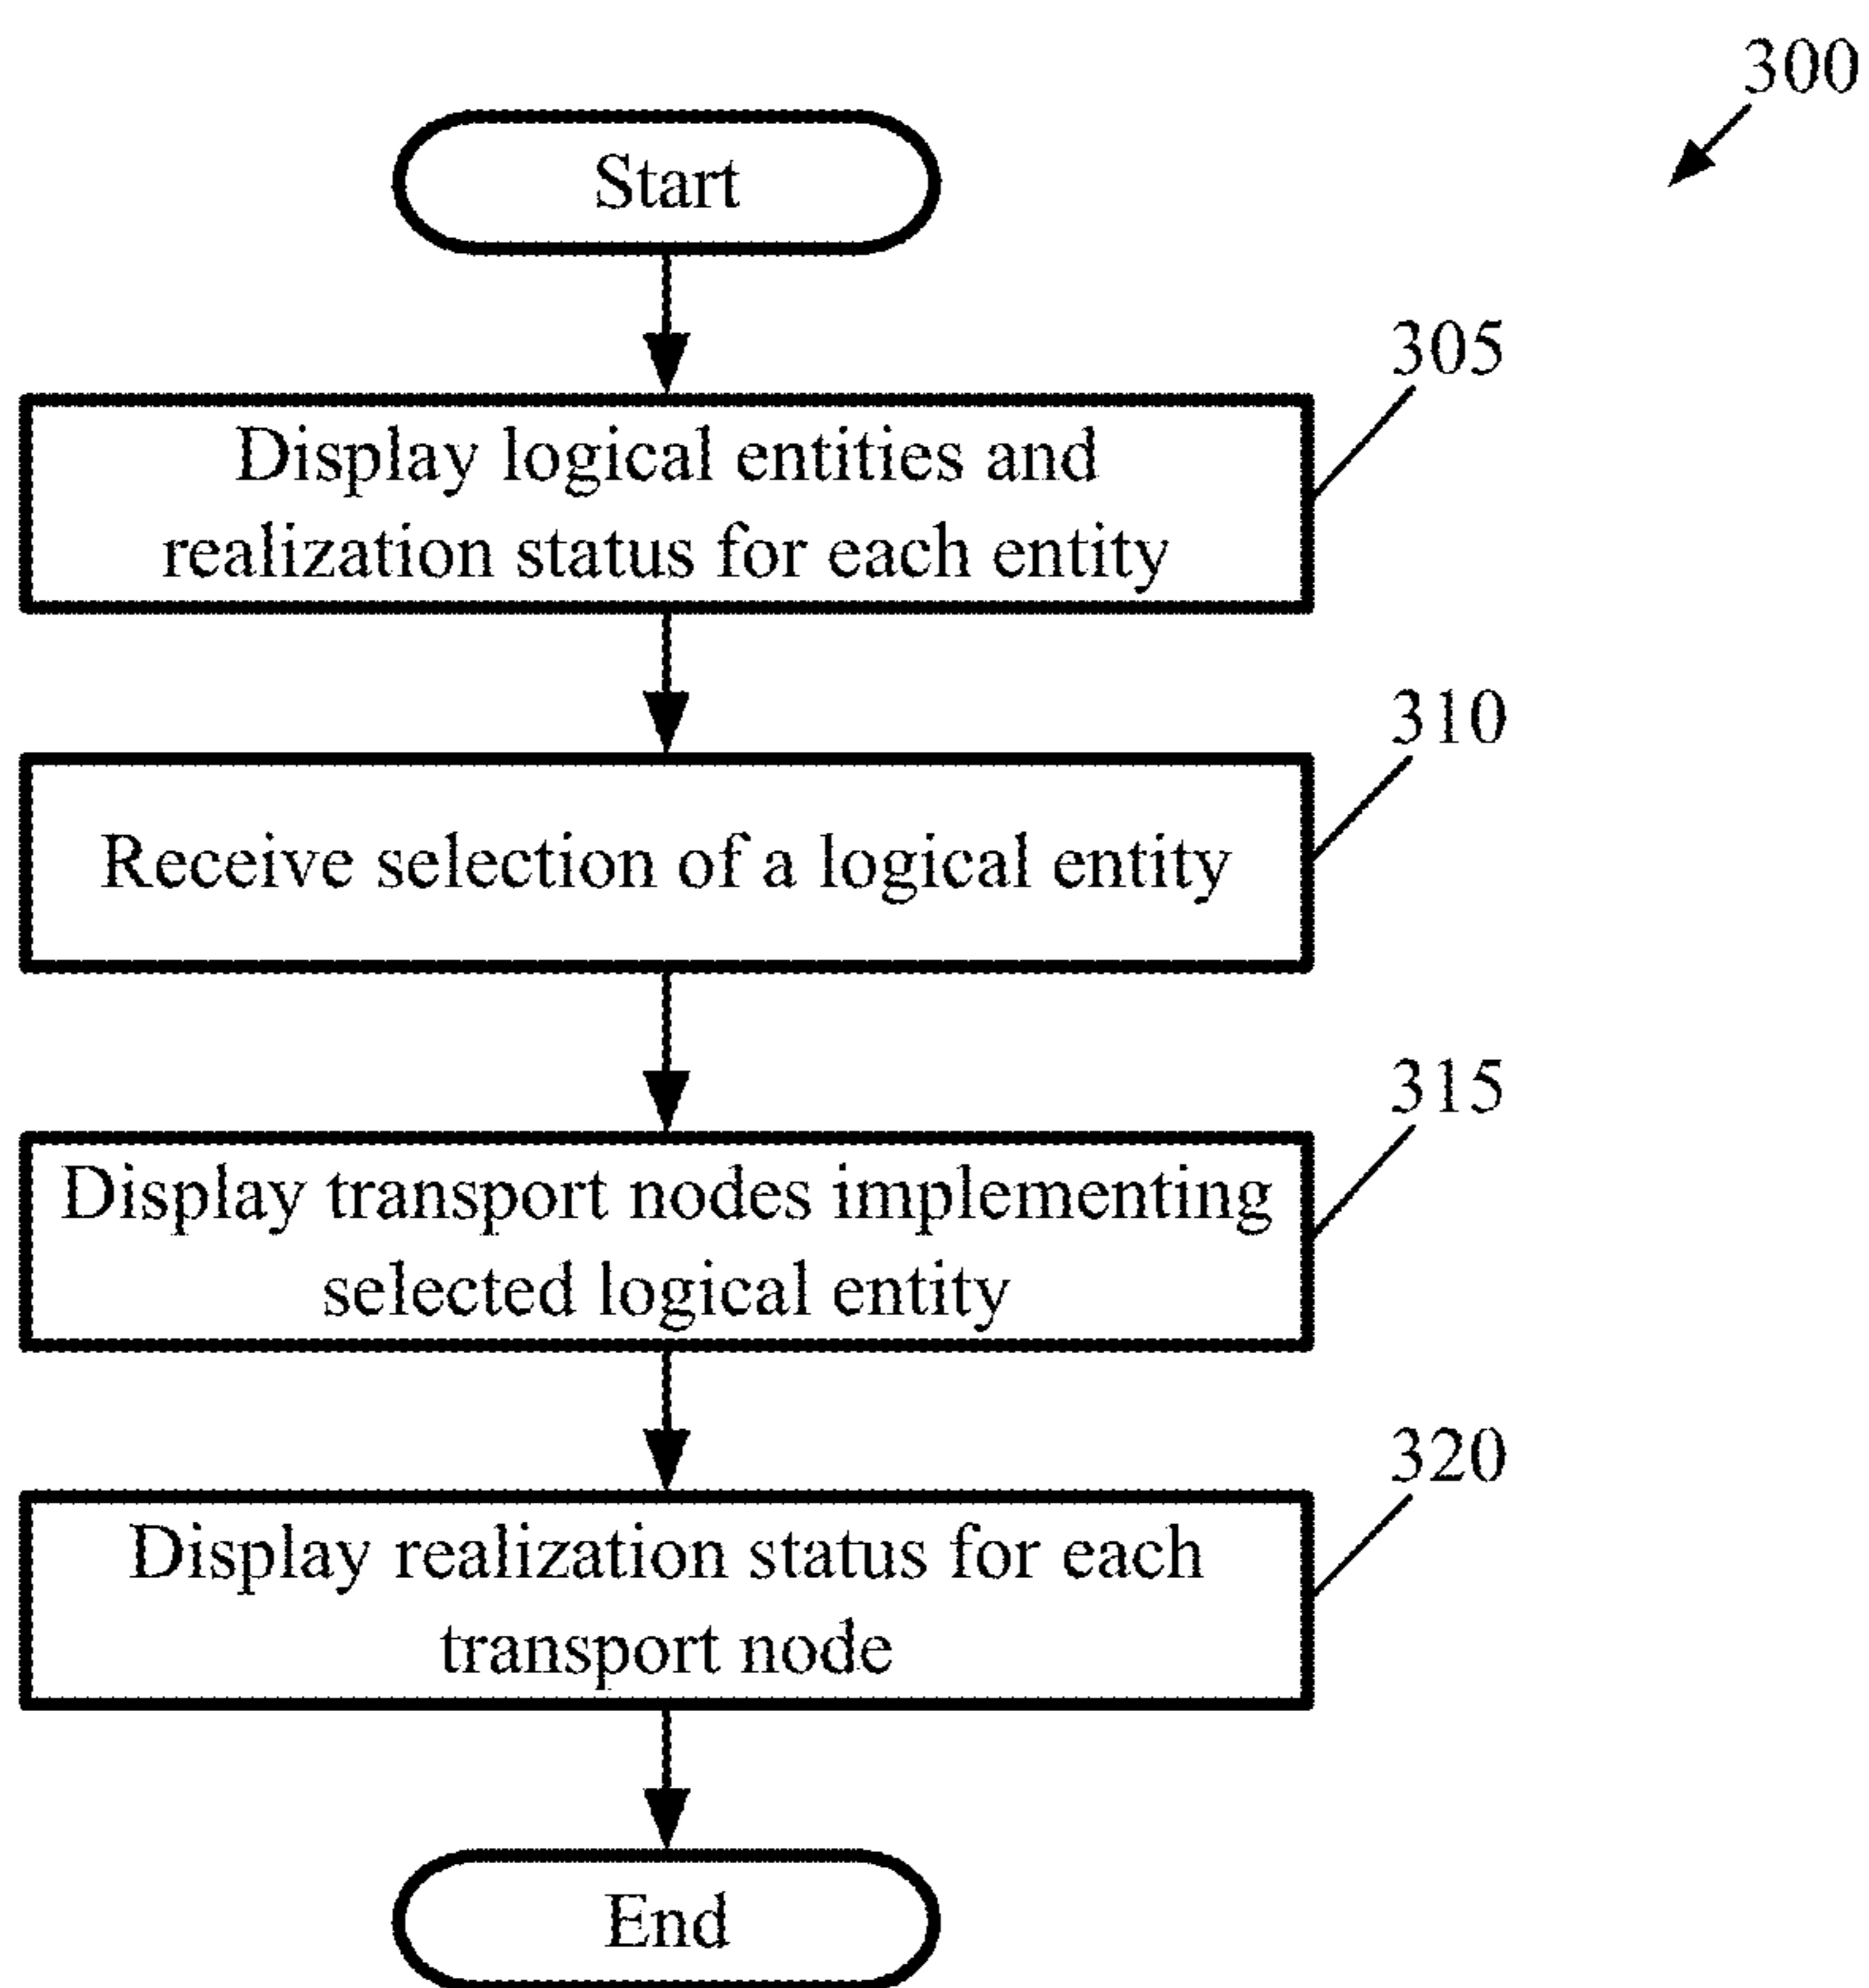 300
Start
305
Display logical entities and
realization status for each entity
310
Receive selection of a logical entity
315
Display transport nodes implementing
selected logical entity
320
Display realization status for each
transport node
End